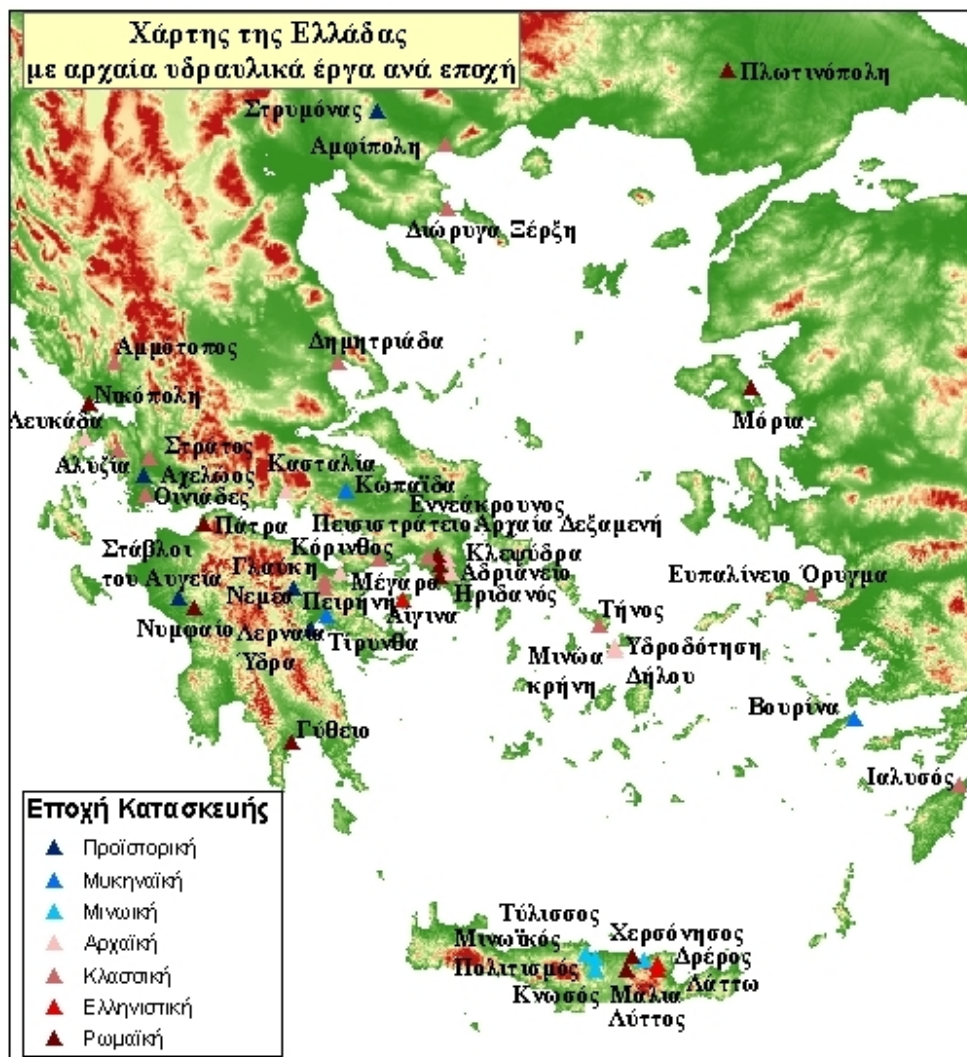 Χάρτης της Ελλάδας
με αρχαία υδραυλικά έργα ανά εποχή
Πλωτινόπολη
Στρυμόνας
Αμφίπολη
Διώρυγα Ξέρξη
Αμμότοπος
Δημητριάδα
Νικόπολη
Λευκάδα
Μόρια
Στράτος
Αλυζία
Κασταλία
Αχελώος
Κωπαΐδα
Οινιάδες
Εννεάκρουνος
Πάτρα
Πεισιστράτειο Αρχαία Δεξαμενή
Στάβλοι
του Αυγεία
Κόρινθος
Κλεψύδρα
Γλαύκη
Μέγαρα
Αδριάνειο
Ευπαλίνειο Όρυγμα
Νεμέα
Πειρήνη
Ηριδανός
Αίγινα
Τήνος
Νυμφαίο
Λερναία
Ύδρα
Τίρυνθα
Μινώα
κρήνη
Υδροδότηση
Δήλου
Βουρίνα
Γύθειο
Ιαλυσός
Εποχή Κατασκευής
Προϊστορική
Μυκηναϊκή
Μινωική
Αρχαϊκή
Κλασσική
Ελληνιστική
Ρωμαϊκή
Τύλισσος
Χερσόνησος
Μινωϊκός
Πολιτισμός
Δρέρος
Κνωσός
Μάλια
Λάττω
Λύττος